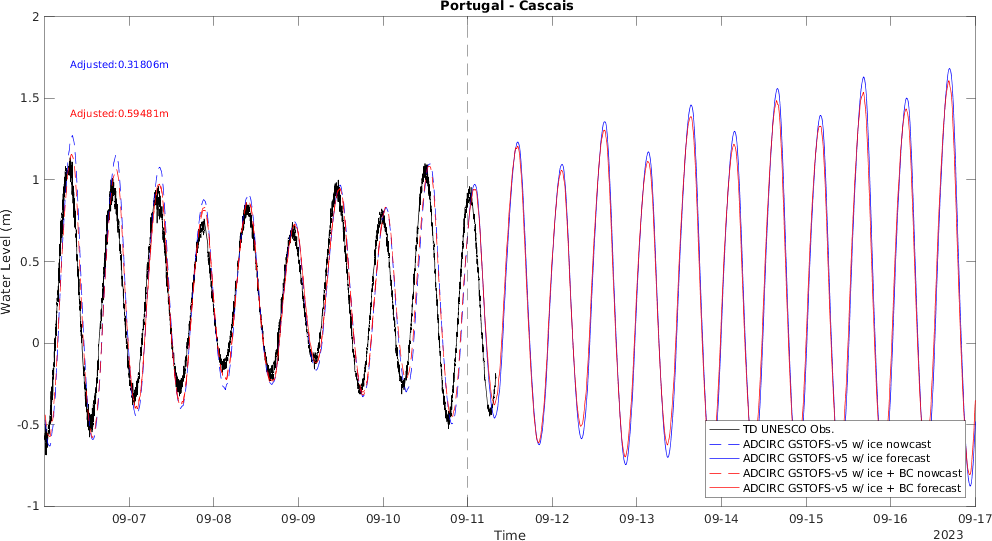 Portugal - Cascais
2
1.5
1
0.5
0
-0.5
-1
Water Level (m)
Adjusted:0.31806m
Adjusted:0.59481m
TD UNESCO Obs.
ADCIRC GSTOFS-v5 w/ ice nowcast
ADCIRC GSTOFS-v5 w/ ice forecast
ADCIRC GSTOFS-v5 w/ ice + BC nowcast
ADCIRC GSTOFS-v5 w/ ice + BC forecast
09-07 09-08 09-09 09-10 09-11 09-12 09-13 09-14 09-15 09-16 09-17
Time
2023